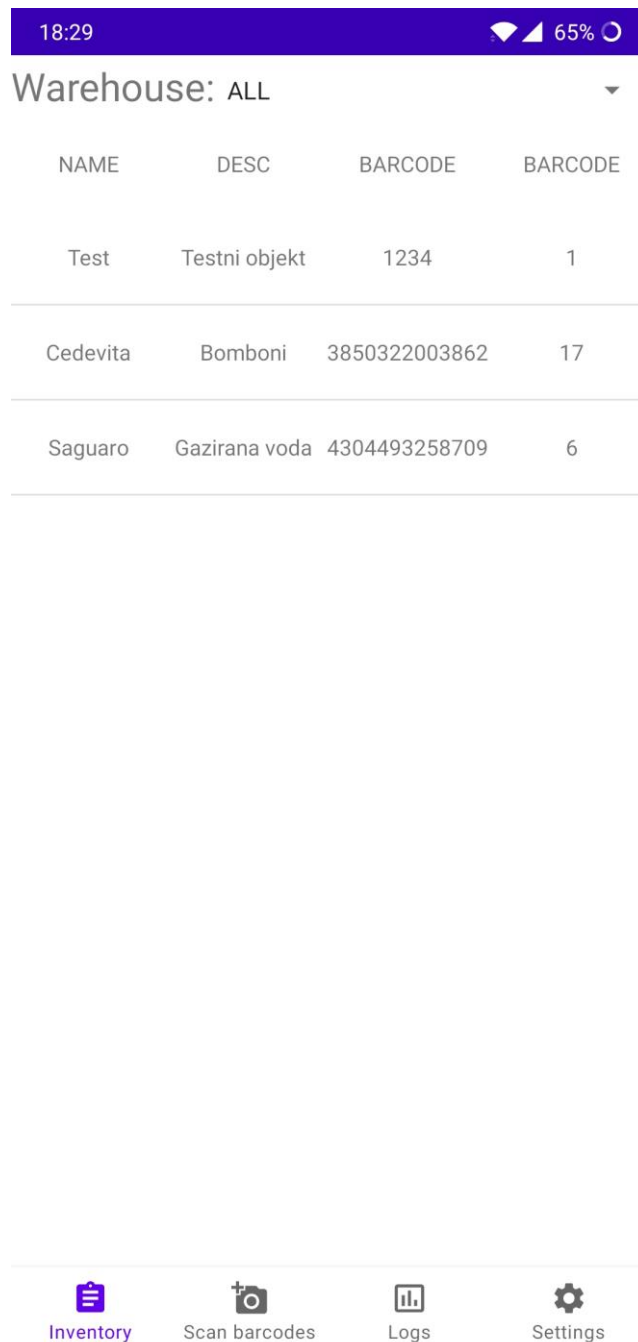 18:29 65%
Warehouse: ALL
NAME DESC BARCODE BARCODE
Test Testni objekt 1234 1
Cedevita Bomboni 3850322003862 17
Saguaro Gazirana voda 4304493258709 6
Inventory Scan barcodes Logs Settings